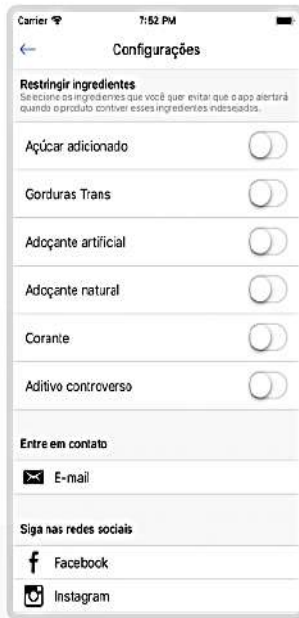 Carrier 7:52 PM
Configurações
Restringir ingredientes
Selecione os ingredientes que você quer evitar que o app alertará
quando o produto contiver esses ingredientes indesejados.
Açúcar adicionado
Gorduras Trans
Adoçante artificial
Adoçante natural
Corante
Aditivo controverso
Entre em contato
E-mail
Siga nas redes sociais
Facebook
Instagram